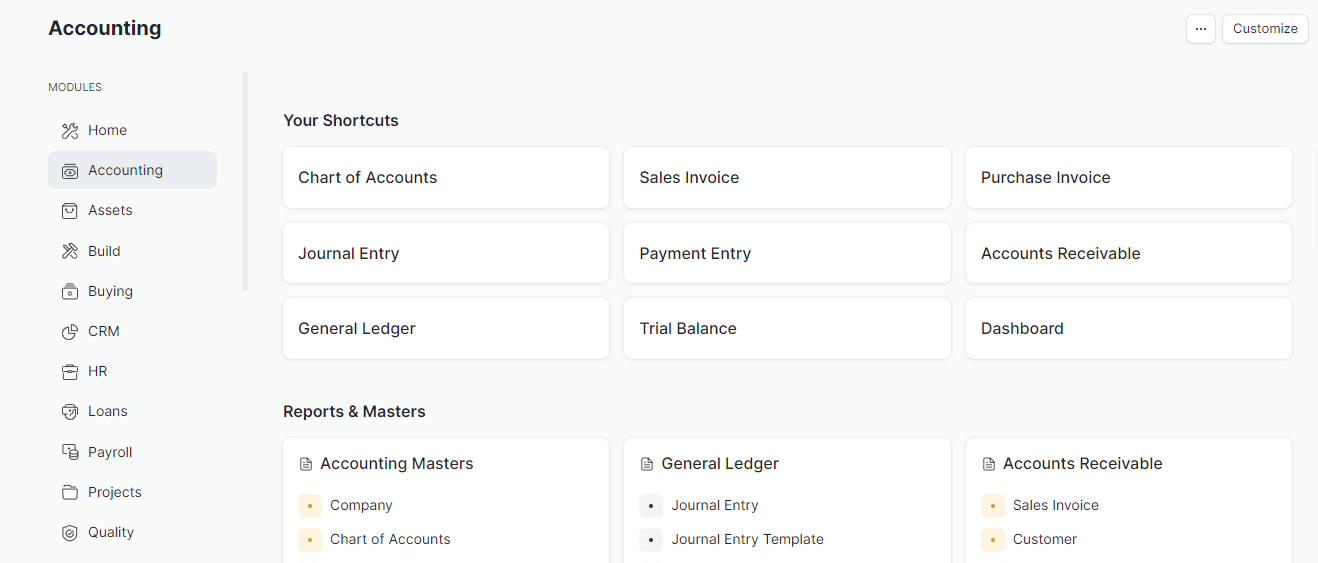 Accounting
...
Customize
MODULES
Home
Accounting
Assets
Build
Buying
CRM
HR
Loans
Payroll
Projects
Quality
Your Shortcuts
Chart of Accounts
Sales Invoice
Purchase Invoice
Journal Entry
Payment Entry
Accounts Receivable
General Ledger
Trial Balance
Dashboard
Reports & Masters
Accounting Masters
Company
Chart of Accounts
General Ledger
Journal Entry
Journal Entry Template
Accounts Receivable
Sales Invoice
Customer